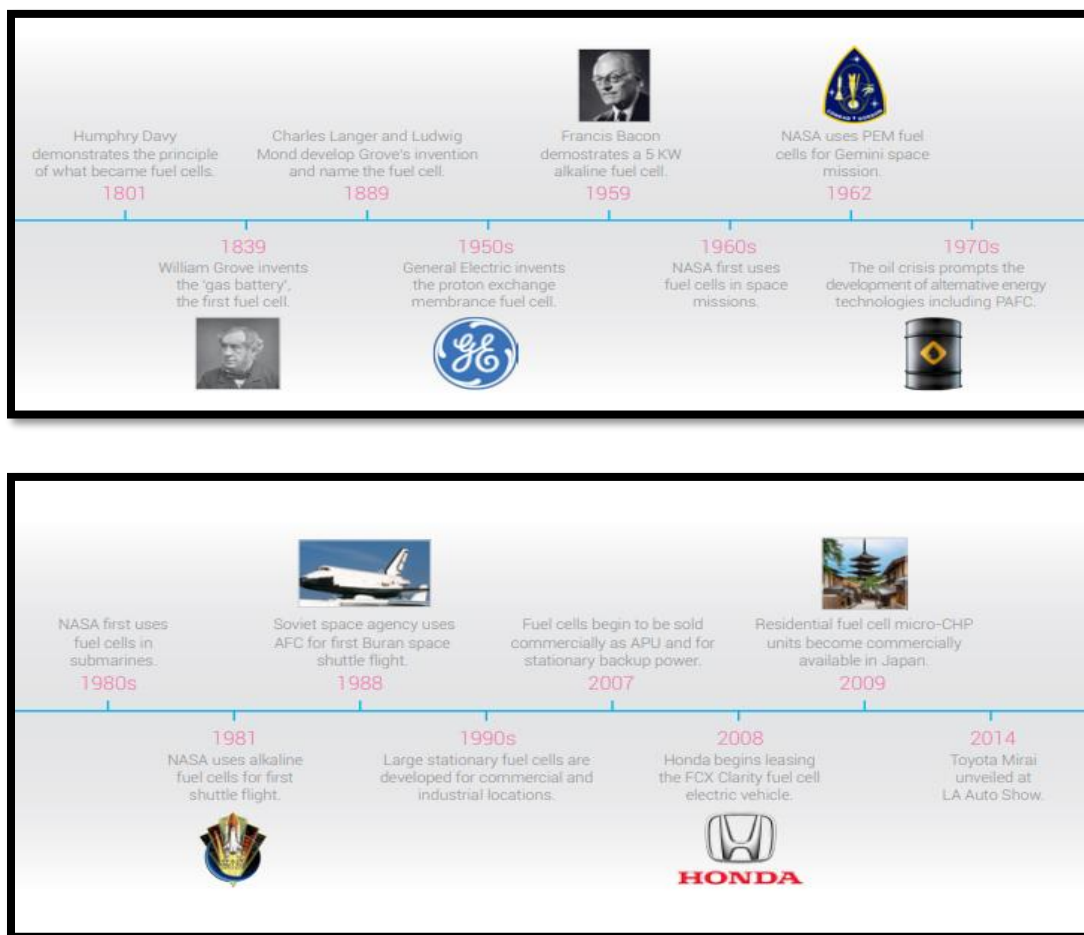 Humphry Davy
demonstrates the principle
of what became fuel cells.
1801
Charles Langer and Ludwig
Mond develop Grove's invention
and name the fuel cell.
1889
Francis Bacon
demostrates a 5 KW
alkaline fuel cell.
1959
NASA uses PEM fuel
cells for Gemini space
mission.
1962
1839
William Grove invents
the 'gas battery',
the first fuel cell.
1950s
General Electric invents
the proton exchange
membrance fuel cell.
GE
1960s
NASA first uses
fuel cells in space
missions.
1970s
The oil crisis prompts the
development of alternative energy
technologies including PAFC.
NASA first uses
fuel cells in
submarines.
1980s
Soviet space agency uses
AFC for first Buran space
shuttle flight.
1988
Fuel cells begin to be sold
commercially as APU and for
stationary backup power.
2007
Residential fuel cell micro-CHP
units become commercially
available in Japan.
2009
1981
NASA uses alkaline
fuel cells for first
shuttle flight.
1990s
Large stationary fuel cells are
developed for commercial and
industrial locations.
2008
Honda begins leasing
the FCX Clarity fuel cell
electric vehicle.
HONDA
2014
Toyota Mirai
unveiled at
LA Auto Show.